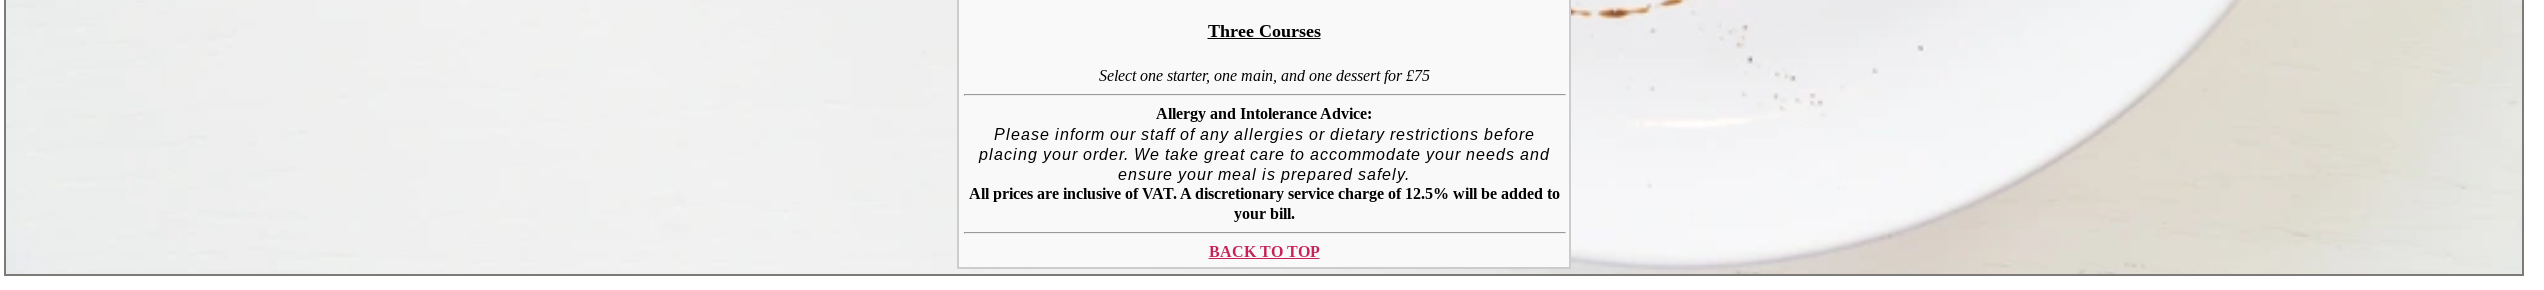 Three Courses
Select one starter, one main, and one dessert for £75
Allergy and Intolerance Advice:
Please inform our staff of any allergies or dietary restrictions before
placing your order. We take great care to accommodate your needs and
ensure your meal is prepared safely.
All prices are inclusive of VAT. A discretionary service charge of 12.5% will be added to
your bill.
BACK TO TOP